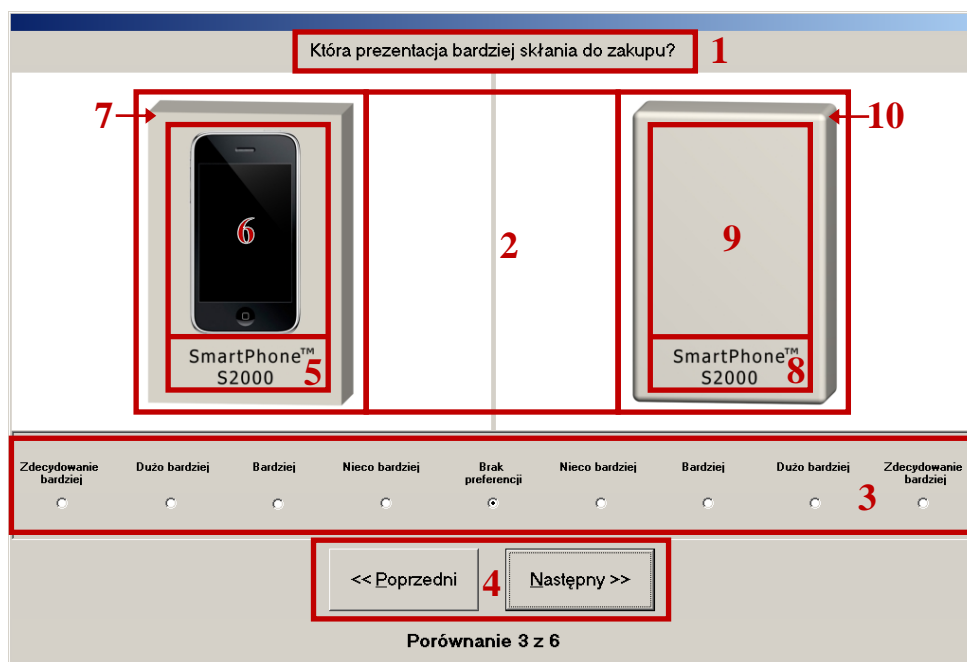 Która prezentacja bardziej skłania do zakupu?
1
7
10
6
2
9
SmartPhone™
S2000
5
SmartPhone™
S2000
8
Zdecydowanie
bardziej
Dużo bardziej
Bardziej
Nieco bardziej
Brak
preferencji
Nieco bardziej
Bardziej
Dużo bardziej
Zdecydowanie
bardziej
3
<< Poprzedni
4
Następny >>
Porównanie 3 z 6